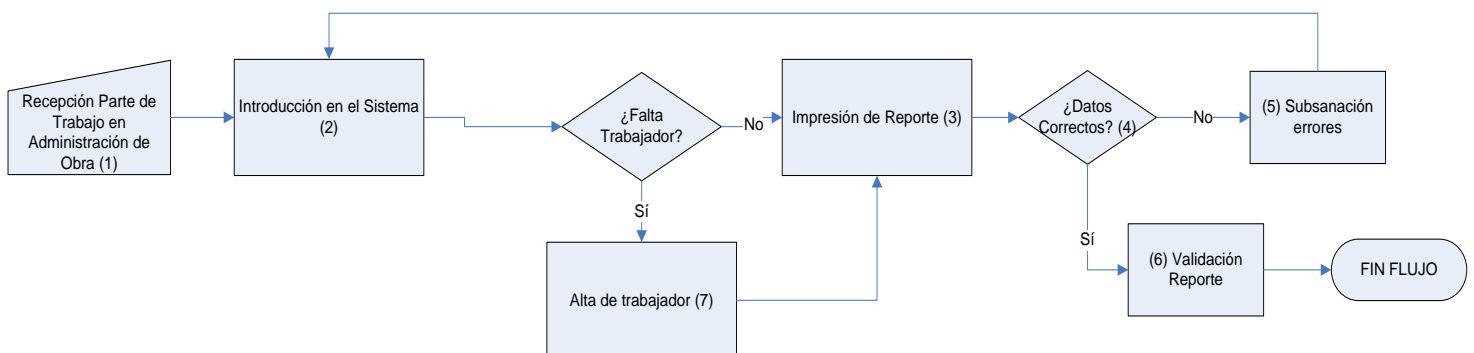 Recepción Parte de
Trabajo en
Administración de
Obra (1)
Introducción en el Sistema
(2)
¿Falta
Trabajador?
No
Sí
Alta de trabajador (7)
Impresión de Reporte (3)
¿Datos
Correctos? (4)
No
(5) Subsanación
errores
Sí
(6) Validación
Reporte
FIN FLUJO